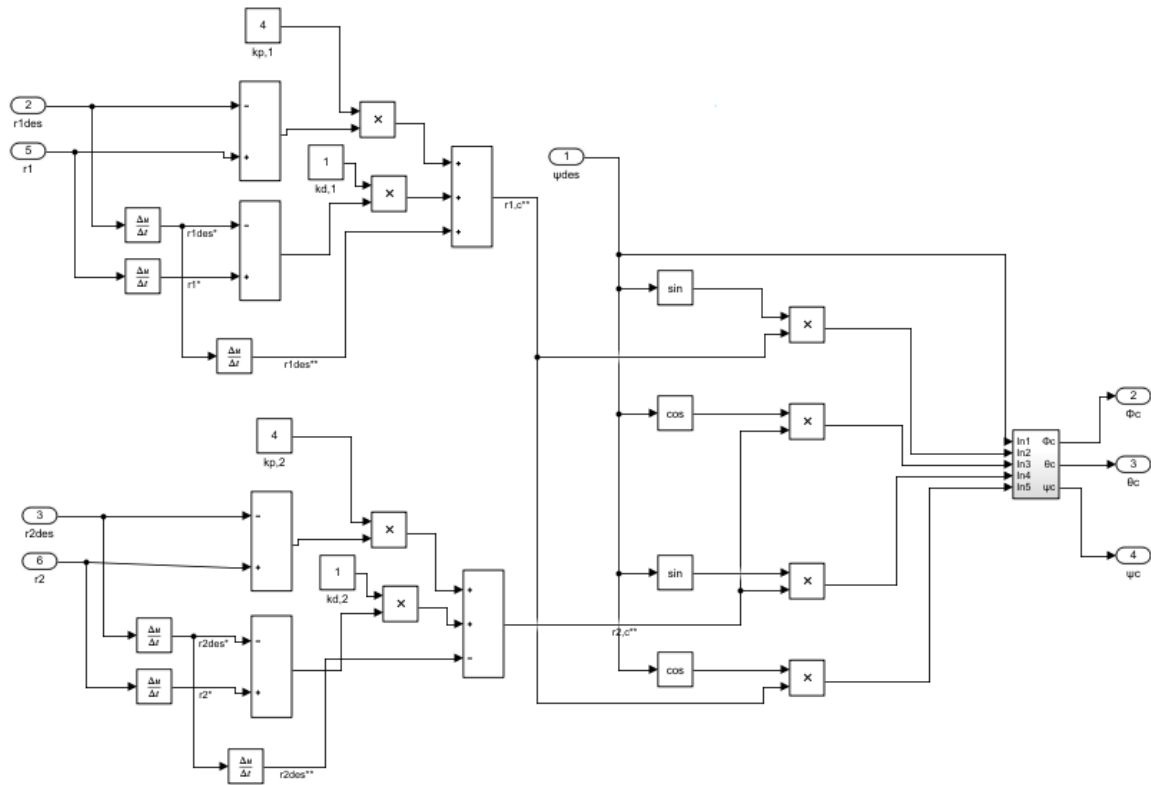 4
kp,1
2
r1des
−
×
5
r1
+
1
kd,1
×
+
+
+
r1,c**
1
ψdes
Δu
Δt
r1des*
−
Δu
Δt
r1*
+
Δu
Δt
r1des**
sin
×
cos
×
4
kp,2
In1 Φc
In2
In3 θc
In4
In5 ψc
2
Φc
3
θc
4
ψc
3
r2des
−
×
6
r2
+
1
kd,2
×
+
+
−
r2,c**
sin
×
Δu
Δt
r2des*
−
Δu
Δt
r2*
+
Δu
Δt
r2des**
cos
×